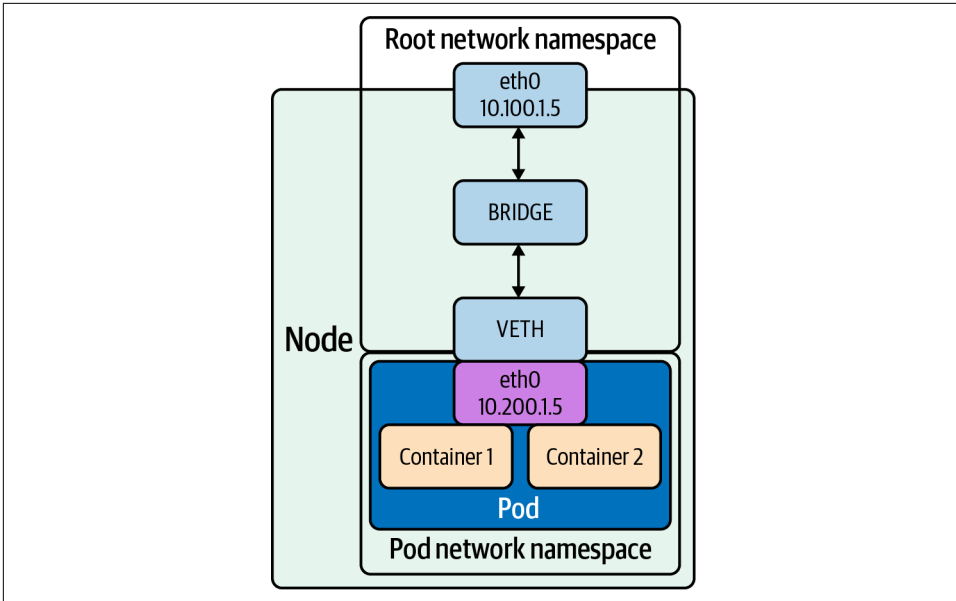 Root network namespace
eth0
10.100.1.5
BRIDGE
VETH
Node
eth0
10.200.1.5
Container 1
Container 2
Pod
Pod network namespace